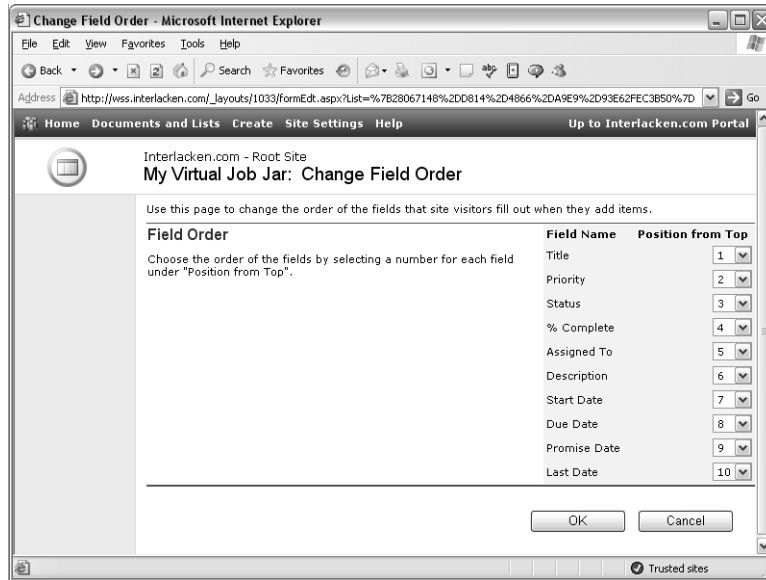 Change Field Order - Microsoft Internet Explorer
File Edit View Favorites Tools Help
Back Search Favorites
Address http://wss.interlacken.com/_layouts/1033/formEdt.aspx?List=%7B28067148%2DD814%2D4866%2DA9E9%2D93E62FEC3B50%7D Go
Home Documents and Lists Create Site Settings Help Up to Interlacken.com Portal
Interlacken.com - Root Site
My Virtual Job Jar: Change Field Order
Use this page to change the order of the fields that site visitors fill out when they add items.
Field Order Field Name Position from Top
Choose the order of the fields by selecting a number for each field
under "Position from Top".
Title 1
Priority 2
Status 3
% Complete 4
Assigned To 5
Description 6
Start Date 7
Due Date 8
Promise Date 9
Last Date 10
OK Cancel
Trusted sites